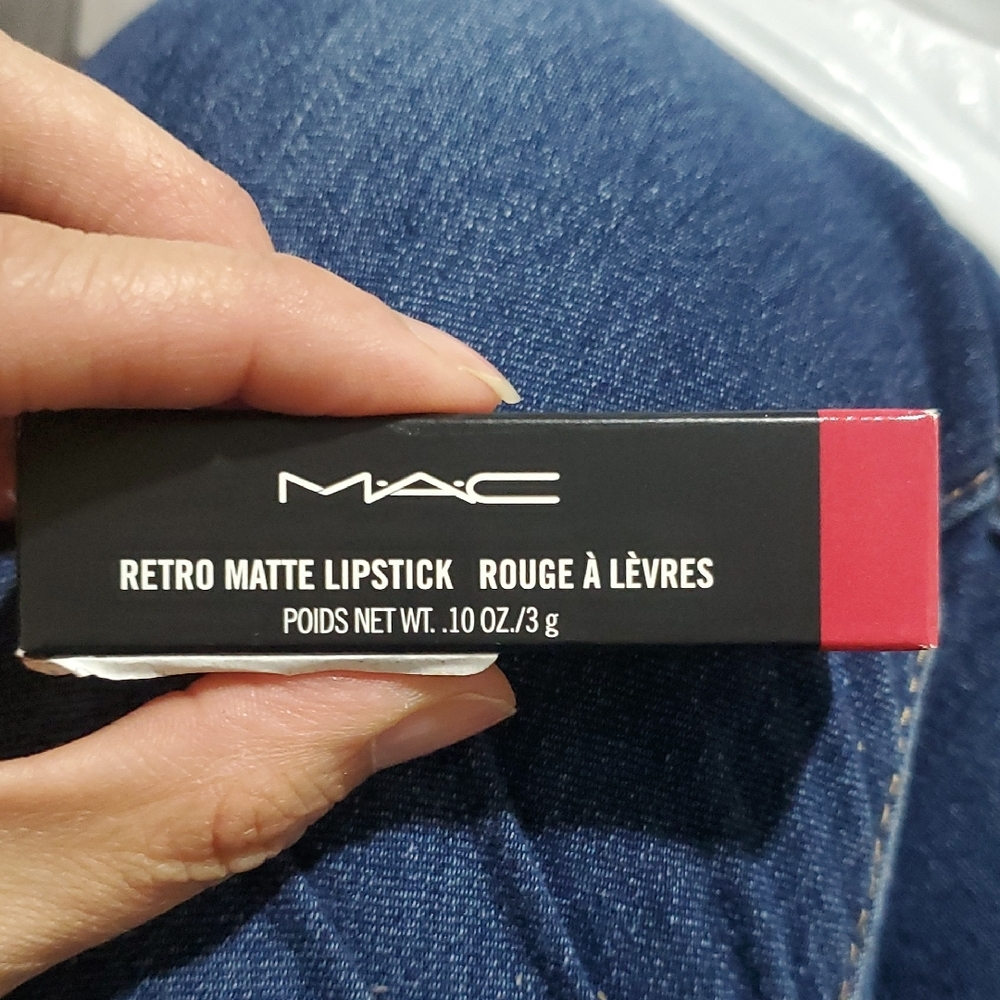 M·A·C
RETRO MATTE LIPSTICK ROUGE À LÈVRES
POIDS NET WT. .10 OZ./3 g